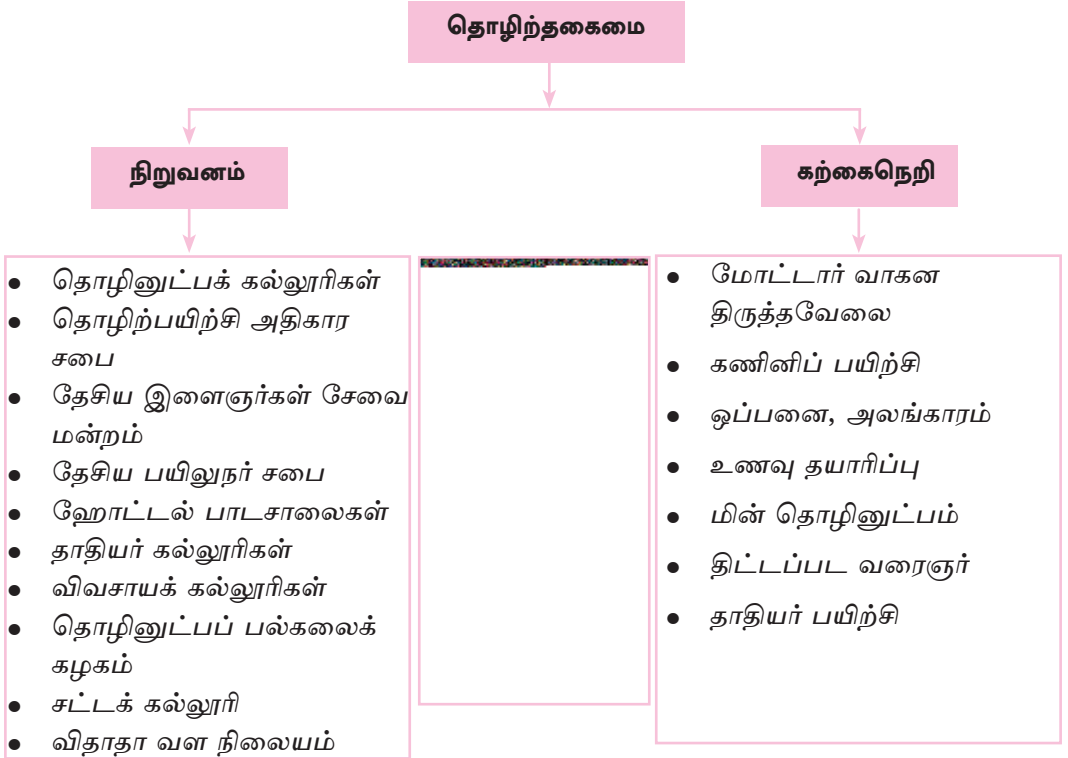 தொழிற்தகைமை
நிறுவனம்
● தொழினுட்பக் கல்லூரிகள்
● தொழிற்பயிற்சி அதிகார
சபை
● தேசிய இளைஞர்கள் சேவை
மன்றம்
● தேசிய பயிலுநர் சபை
● ஹோட்டல் பாடசாலைகள்
● தாதியர் கல்லூரிகள்
● விவசாயக் கல்லூரிகள்
● தொழினுட்பப் பல்கலைக்
கழகம்
● சட்டக் கல்லூரி
● விதாதா வள நிலையம்
கற்கைநெறி
● மோட்டார் வாகன
திருத்தவேலை
● கணினிப் பயிற்சி
● ஒப்பனை, அலங்காரம்
● உணவு தயாரிப்பு
● மின் தொழினுட்பம்
● திட்டப்பட வரைஞர்
● தாதியர் பயிற்சி